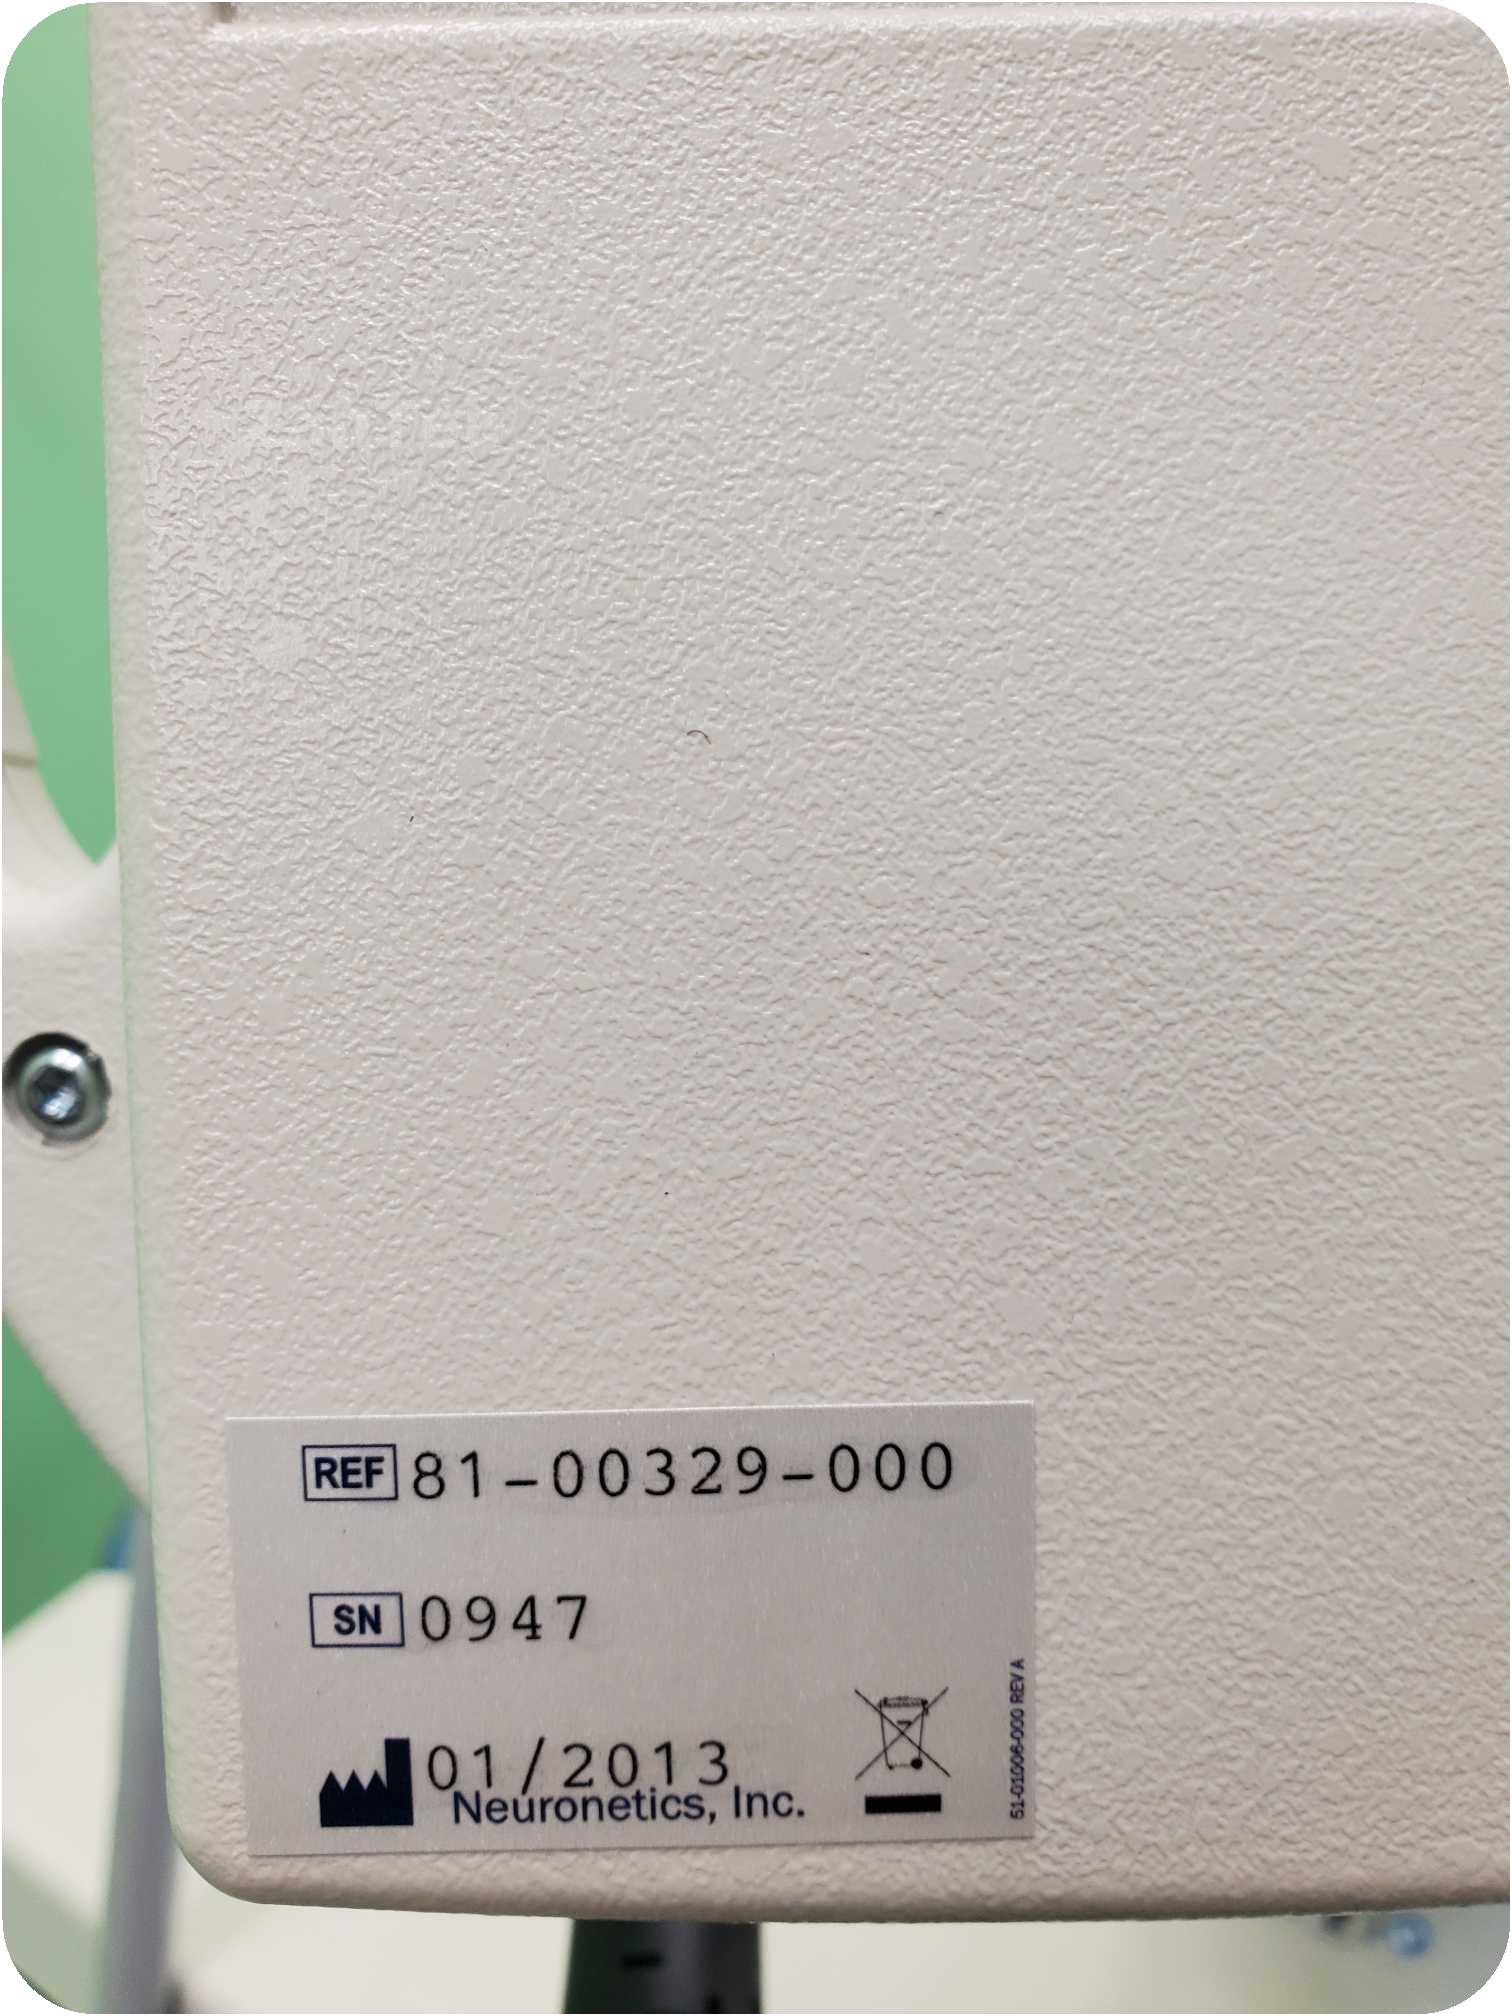 REF 81-00329-000
SN 0947
01/2013
Neuronetics, Inc.
51-01006-000 REV A